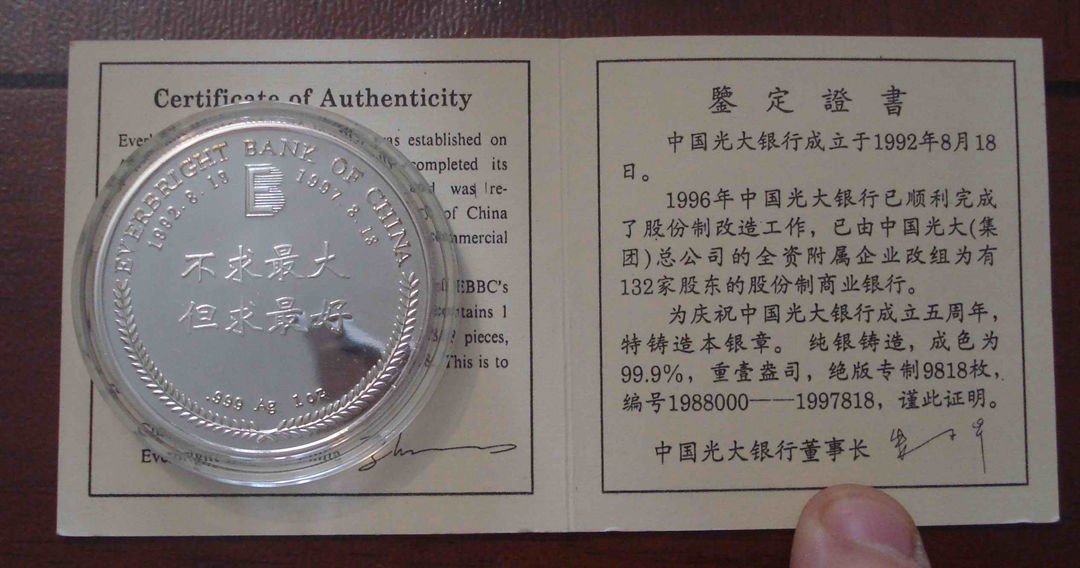 Certificate of Authenticity
was established on
completed its
and was re-
of China
commercial
EBBC's
contains 1
pieces,
This is to
EVERBRIGHT BANK OF CHINA
1992.8.18 1997.8.18
不求最大
但求最好
.999 Ag 1oz
鑒定證書
中国光大银行成立于1992年8月18
日。
1996年中国光大银行已顺利完成
了股份制改造工作，已由中国光大(集
团)总公司的全资附属企业改组为有
132家股东的股份制商业银行。
为庆祝中国光大银行成立五周年，
特铸造本银章。 纯银铸造，成色为
99.9%，重壹盎司，绝版专制9818枚，
编号1988000——1997818，谨此证明。
中国光大银行董事长